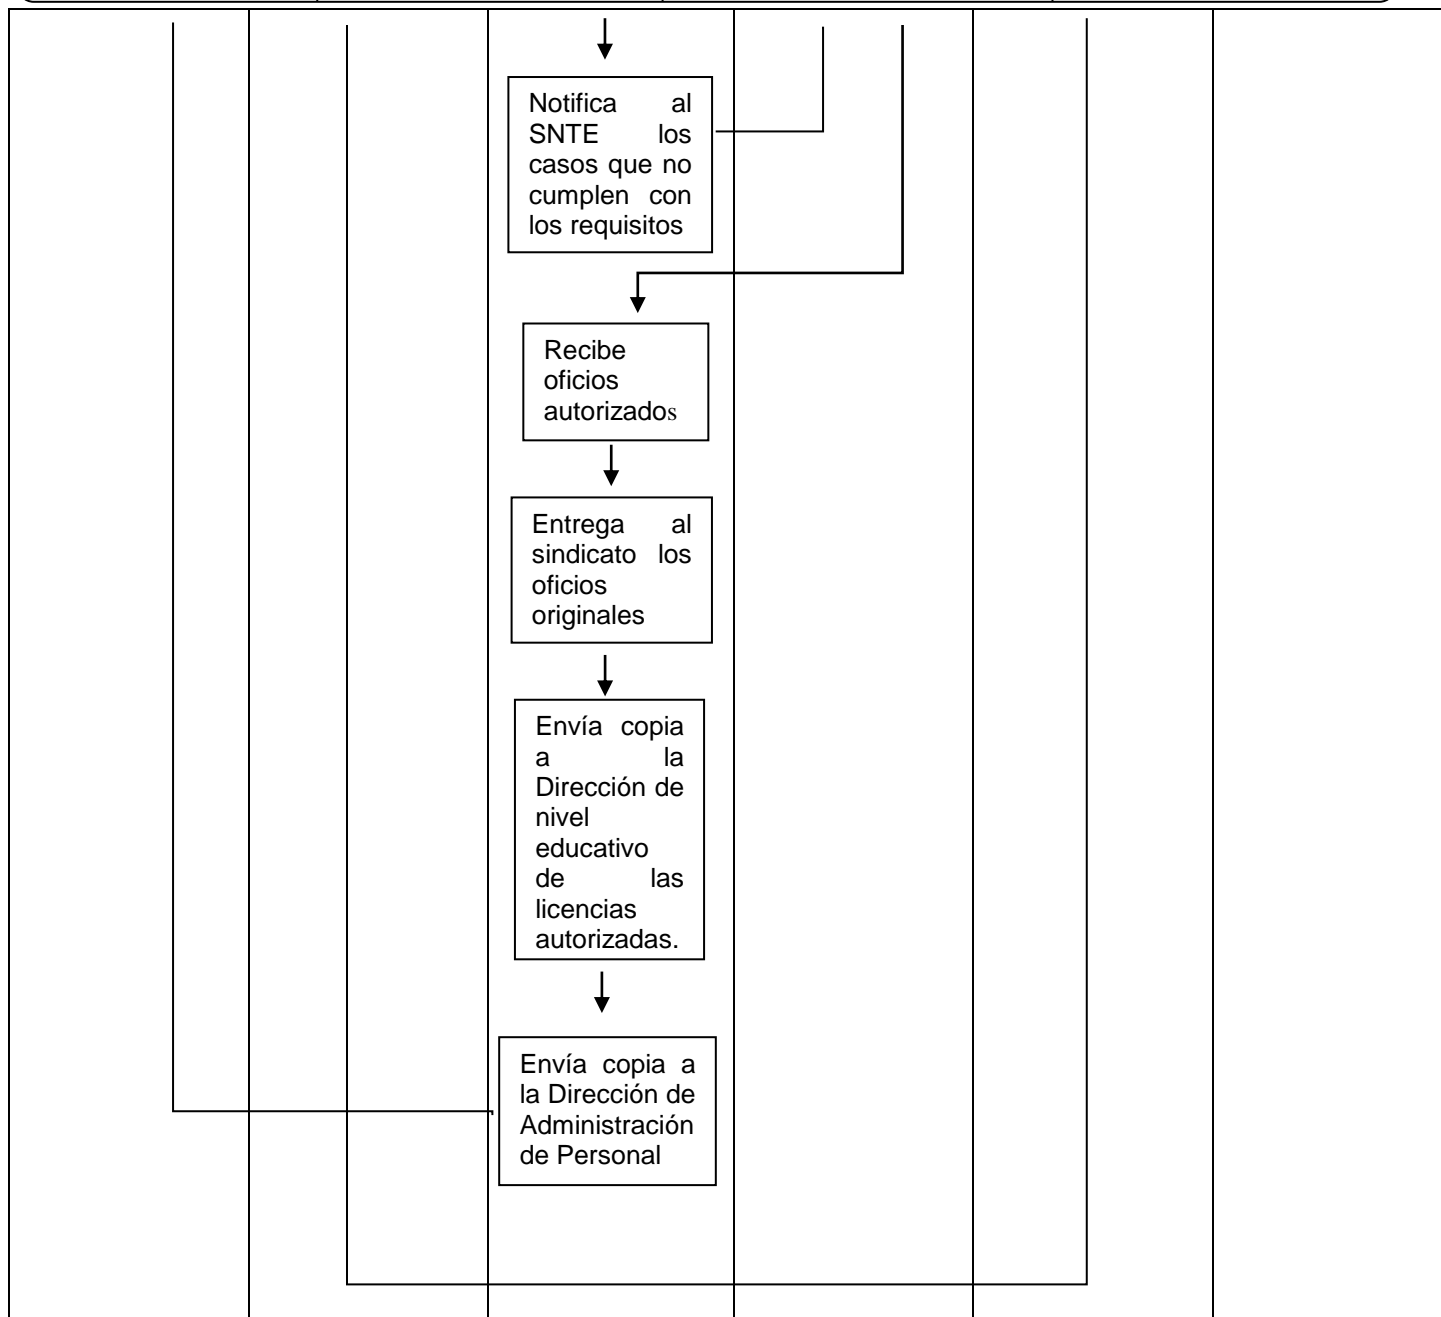 Notifica al
SNTE los
casos que no
cumplen con
los requisitos
Recibe
oficios
autorizados
Entrega al
sindicato los
oficios
originales
Envía copia
a la
Dirección de
nivel
educativo
de las
licencias
autorizadas.
Envía copia a
la Dirección de
Administración
de Personal